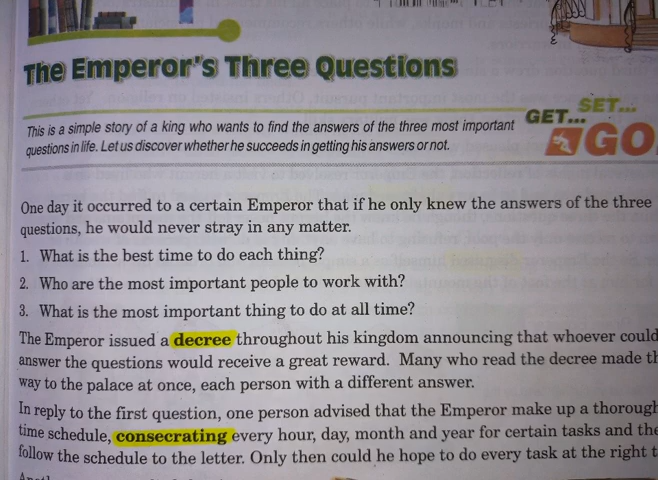 The Emperor's Three Questions
This is a simple story of a king who wants to find the answers of the three most important
questions in life. Let us discover whether he succeeds in getting his answers or not.
GET... SET...
GO
One day it occurred to a certain Emperor that if he only knew the answers of the three
questions, he would never stray in any matter.
1. What is the best time to do each thing?
2. Who are the most important people to work with?
3. What is the most important thing to do at all time?
The Emperor issued a decree throughout his kingdom announcing that whoever could
answer the questions would receive a great reward. Many who read the decree made
way to the palace at once, each person with a different answer.
In reply to the first question, one person advised that the Emperor make up a thorough
time schedule, consecrating every hour, day, month and year for certain tasks and
follow the schedule to the letter. Only then could he hope to do every task at the right